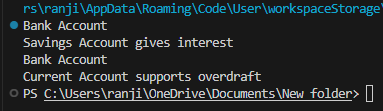 rs\ranji\AppData\Roaming\Code\User\workspaceStorage\
Bank Account
Savings Account gives interest
Bank Account
Current Account supports overdraft
PS C:\Users\ranji\OneDrive\Documents\New folder>